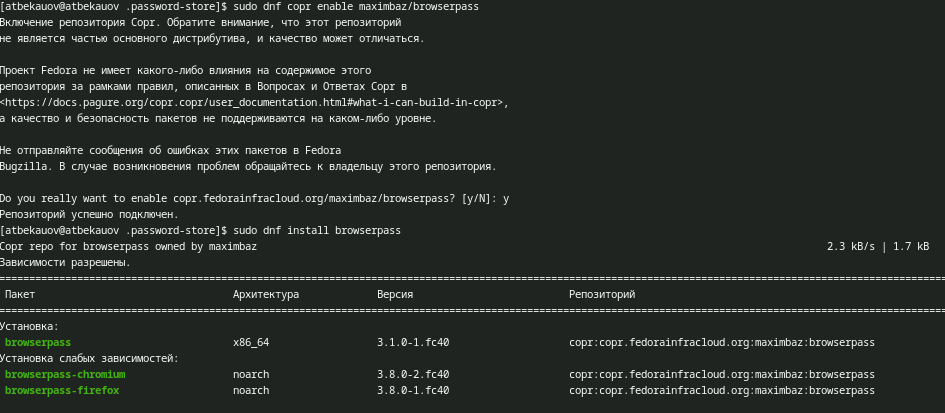 [atbekauov@atbekauov .password-store]$ sudo dnf copr enable maximbaz/browserpass
Включение репозитория Copr. Обратите внимание, что этот репозиторий
не является частью основного дистрибутива, и качество может отличаться.
Проект Fedora не имеет какого-либо влияния на содержимое этого
репозитория за рамками правил, описанных в Вопросах и Ответах Copr в
<https://docs.pagure.org/copr.copr/user_documentation.html#what-i-can-build-in-copr>,
а качество и безопасность пакетов не поддерживаются на каком-либо уровне.
Не отправляйте сообщения об ошибках этих пакетов в Fedora
Bugzilla. В случае возникновения проблем обращайтесь к владельцу этого репозитория.
Do you really want to enable copr.fedorainfracloud.org/maximbaz/browserpass? [y/N]: y
Репозиторий успешно подключен.
[atbekauov@atbekauov .password-store]$ sudo dnf install browserpass
Copr repo for browserpass owned by maximbaz 2.3 kB/s | 1.7 kB
Зависимости разрешены.
Пакет Архитектура Версия Репозиторий
Установка:
browserpass x86_64 3.1.0-1.fc40 copr:copr.fedorainfracloud.org:maximbaz:browserpass
Установка слабых зависимостей:
browserpass-chromium noarch 3.8.0-2.fc40 copr:copr.fedorainfracloud.org:maximbaz:browserpass
browserpass-firefox noarch 3.8.0-1.fc40 copr:copr.fedorainfracloud.org:maximbaz:browserpass